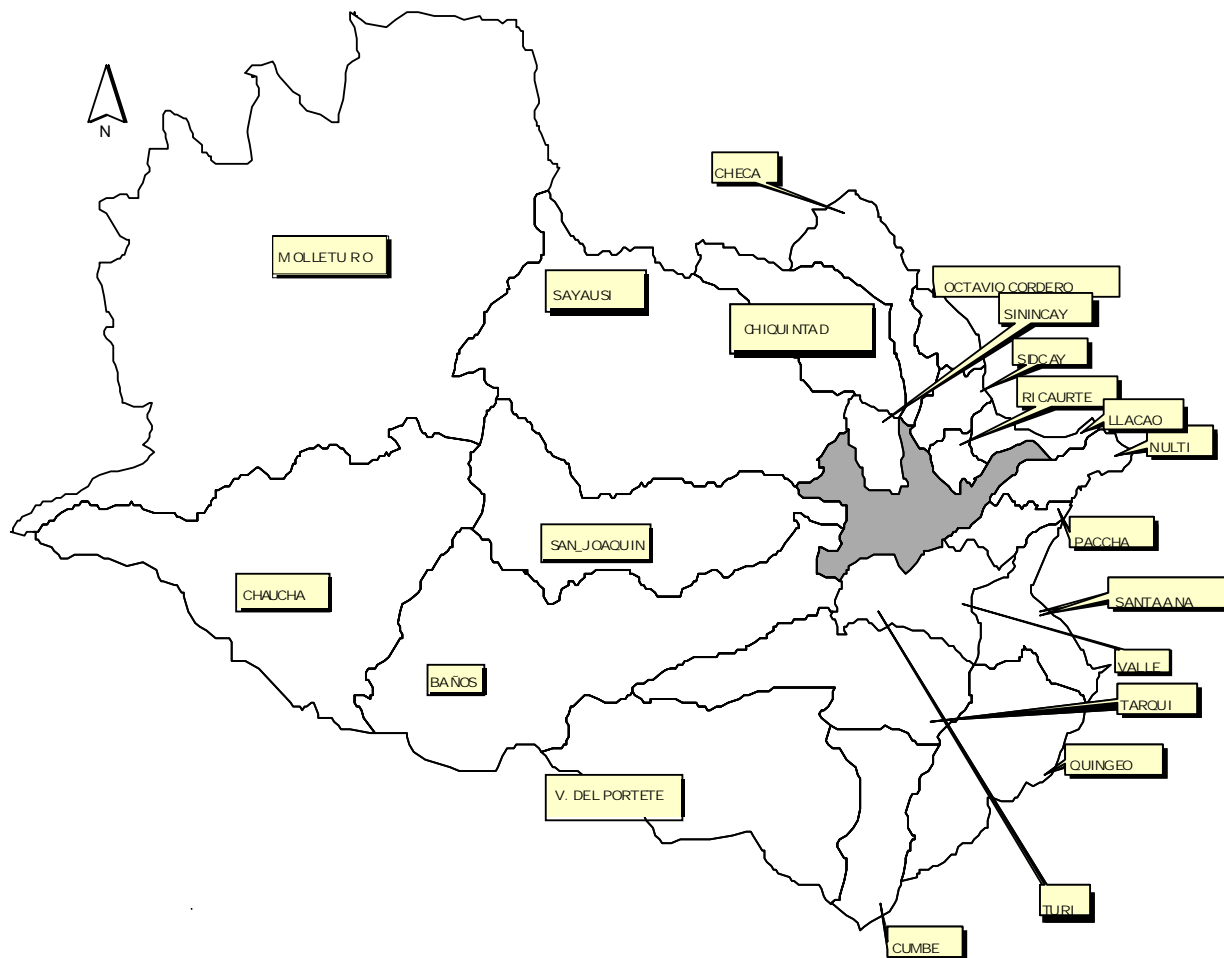 N
CHECA
MOLLETURO
OCTAVIO CORDERO
SAYAUSI
SININCAY
CHIQUINTAD
SIDCAY
RICAURTE
LLACAO
NULTI
PACCHA
SAN_JOAQUIN
CHAUCHA
SANTA ANA
VALLE
BAÑOS
TARQUI
QUINGEO
V. DEL PORTETE
TURI
CUMBE